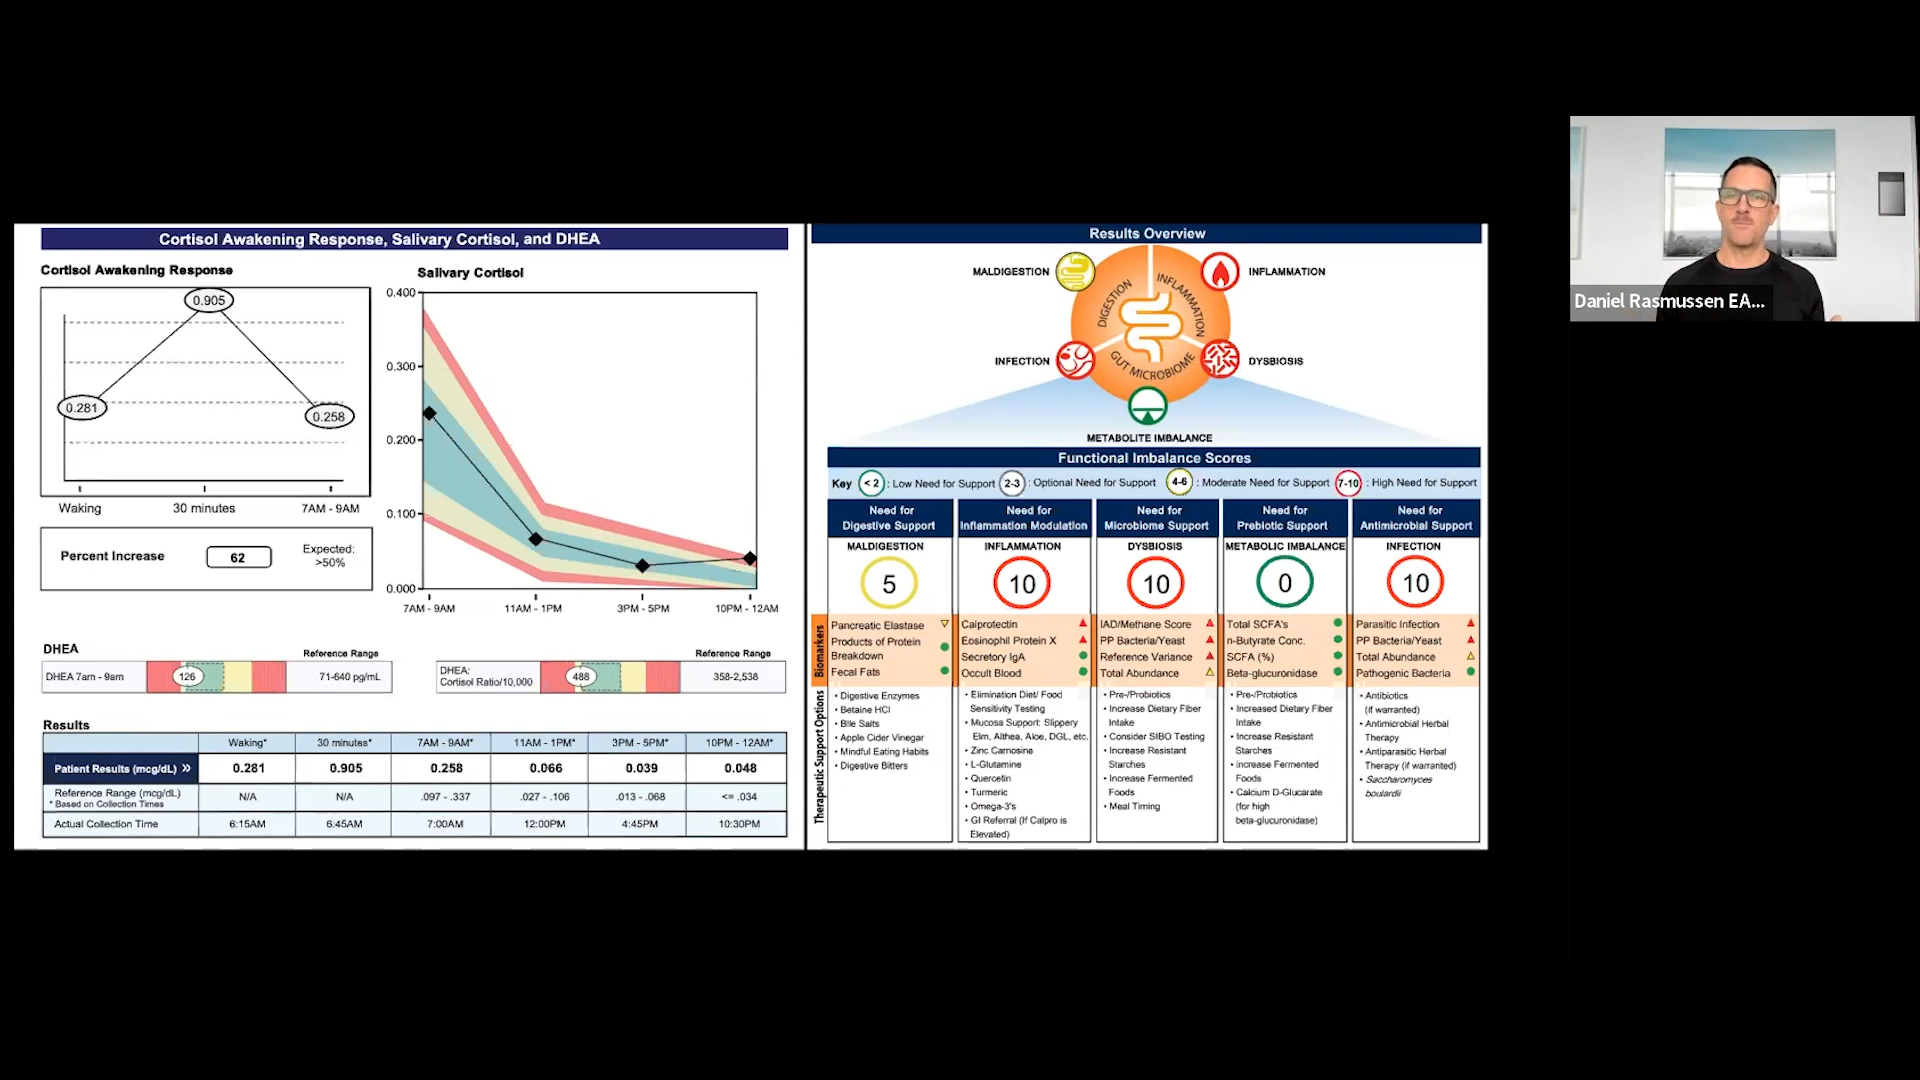 Cortisol Awakening Response, Salivary Cortisol, and DHEA
Cortisol Awakening Response
0.905
0.281
0.258
Waking
30 minutes
7AM - 9AM
Percent Increase
62
Expected:
>50%
Salivary Cortisol
0.400
0.300
0.200
0.100
0.000
7AM - 9AM
11AM - 1PM
3PM - 5PM
10PM - 12AM
DHEA
Reference Range
DHEA 7am - 9am
126
71-640 pg/mL
Reference Range
DHEA:
Cortisol Ratio/10,000
488
358-2,538
Results
Waking* 30 minutes* 7AM - 9AM* 11AM - 1PM* 3PM - 5PM* 10PM - 12AM*
Patient Results (mcg/dL) » 0.281 0.905 0.258 0.066 0.039 0.048
Reference Range (mcg/dL) N/A N/A .097 - .337 .027 - .106 .013 - .068 <= .034
* Based on Collection Times
Actual Collection Time 6:15AM 6:45AM 7:00AM 12:00PM 4:45PM 10:30PM
Results Overview
MALDIGESTION
INFLAMMATION
DIGESTION
INFLAMMATION
GUT MICROBIOME
INFECTION
DYSBIOSIS
METABOLITE IMBALANCE
Functional Imbalance Scores
Key <2 : Low Need for Support 2-3 : Optional Need for Support 4-6 : Moderate Need for Support 7-10 : High Need for Support
Need for
Digestive Support
MALDIGESTION
5
Need for
Inflammation Modulation
INFLAMMATION
10
Need for
Microbiome Support
DYSBIOSIS
10
Need for
Prebiotic Support
METABOLIC IMBALANCE
0
Need for
Antimicrobial Support
INFECTION
10
Biomarkers
Pancreatic Elastase
Products of Protein
Breakdown
Fecal Fats
Calprotectin
Eosinophil Protein X
Secretory IgA
Occult Blood
IAD/Methane Score
PP Bacteria/Yeast
Reference Variance
Total Abundance
Total SCFA's
n-Butyrate Conc.
SCFA (%)
Beta-glucuronidase
Parasitic Infection
PP Bacteria/Yeast
Total Abundance
Pathogenic Bacteria
Therapeutic Support Options
• Digestive Enzymes
• Betaine HCl
• Bile Salts
• Apple Cider Vinegar
• Mindful Eating Habits
• Digestive Bitters
• Elimination Diet/ Food
Sensitivity Testing
• Mucosa Support: Slippery
Elm, Althea, Aloe, DGL, etc.
• Zinc Carnosine
• L-Glutamine
• Quercetin
• Turmeric
• Omega-3's
• GI Referral (If Calpro is
Elevated)
• Pre-/Probiotics
• Increase Dietary Fiber
Intake
• Consider SIBO Testing
• Increase Resistant
Starches
• Increase Fermented
Foods
• Meal Timing
• Pre-/Probiotics
• Increased Dietary Fiber
Intake
• Increase Resistant
Starches
• Increase Fermented
Foods
• Calcium D-Glucarate
(for high
beta-glucuronidase)
• Antibiotics
(if warranted)
• Antimicrobial Herbal
Therapy
• Antiparasitic Herbal
Therapy (if warranted)
• Saccharomyces
boulardii
Daniel Rasmussen EA...